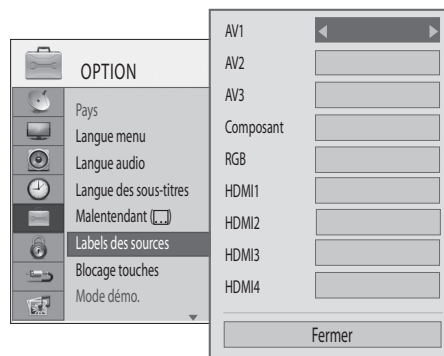 OPTION
Pays
Langue menu
Langue audio
Langue des sous-titres
Malentendant ( )
Labels des sources
Blocage touches
Mode démo.
AV1
AV2
AV3
Composant
RGB
HDMI1
HDMI2
HDMI3
HDMI4
Fermer